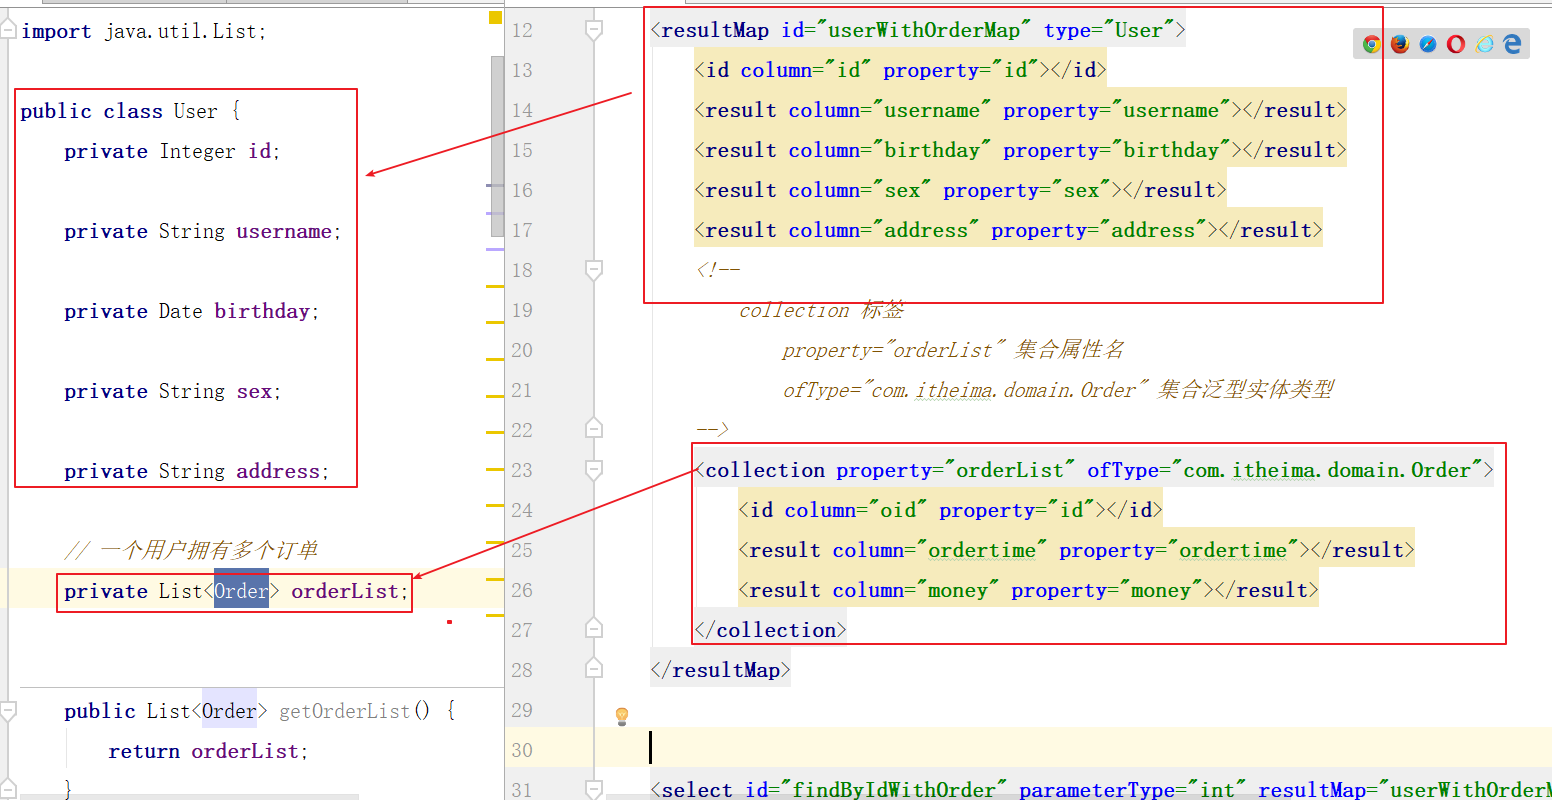 import java.util.List;
public class User {
private Integer id;
private String username;
private Date birthday;
private String sex;
private String address;
// 一个用户拥有多个订单
private List<Order> orderList;
public List<Order> getOrderList() {
return orderList;
}
12 <resultMap id="userWithOrderMap" type="User">
13 <id column="id" property="id"></id>
14 <result column="username" property="username"></result>
15 <result column="birthday" property="birthday"></result>
16 <result column="sex" property="sex"></result>
17 <result column="address" property="address"></result>
18 <!--
19 collection 标签
20 property="orderList" 集合属性名
21 ofType="com.itheima.domain.Order" 集合泛型实体类型
22 -->
23 <collection property="orderList" ofType="com.itheima.domain.Order">
24 <id column="oid" property="id"></id>
25 <result column="ordertime" property="ordertime"></result>
26 <result column="money" property="money"></result>
27 </collection>
28 </resultMap>
29
30
31 <select id="findByIdWithOrder" parameterType="int" resultMap="userWithOrderM